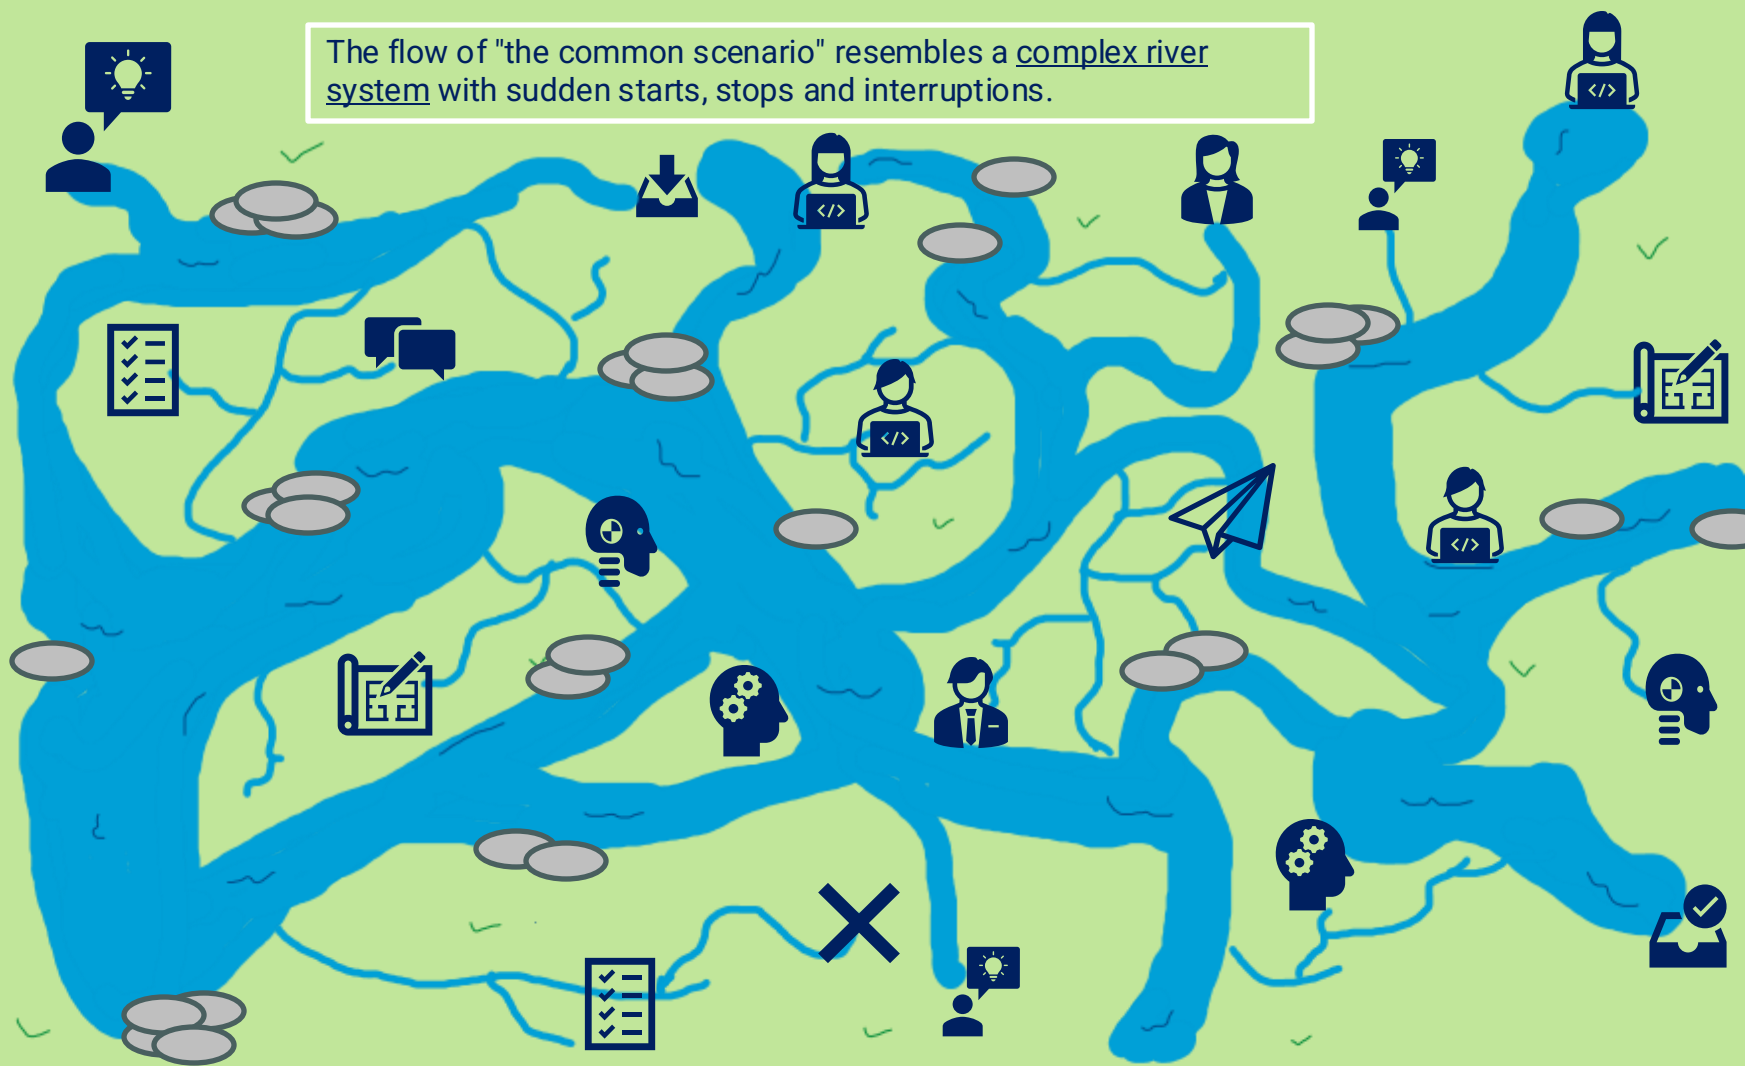 The flow of "the common scenario" resembles a complex river
system with sudden starts, stops and interruptions.
</>
</>
</>
</>